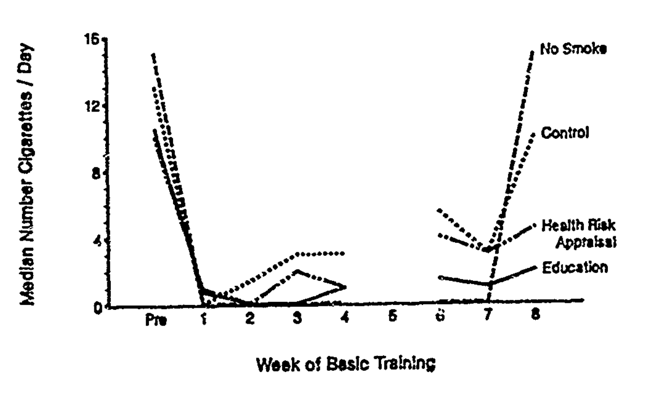 16
12
8
4
0
Median Number Cigarettes / Day
No Smoke
Control
Health Risk
Appraisal
Education
Pre
1
2
3
4
5
6
7
8
Week of Basic Training